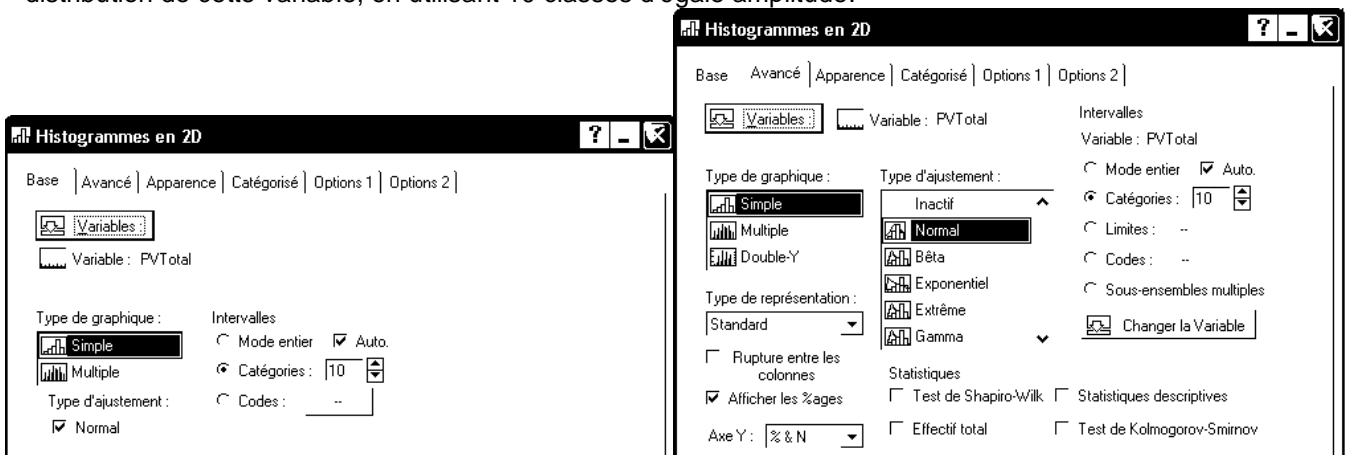 distribution de cette variable, en utilisant 10 classes d'égale amplitude.
Histogrammes en 2D
Base Avancé Apparence Catégorisé Options 1 Options 2
Variables :
Variable : PVTotal
Type de graphique :
Simple
Multiple
Type d'ajustement :
Normal
Intervalles
Mode entier Auto.
Catégories : 10
Codes : --
Histogrammes en 2D
Base Avancé Apparence Catégorisé Options 1 Options 2
Variables : Variable : PVTotal
Type de graphique :
Simple
Multiple
Double-Y
Type de représentation :
Standard
Rupture entre les
colonnes
Afficher les %ages
Axe Y : % & N
Type d'ajustement :
Inactif
Normal
Bêta
Exponentiel
Extrême
Gamma
Statistiques
Test de Shapiro-Wilk Statistiques descriptives
Effectif total Test de Kolmogorov-Smirnov
Intervalles
Variable : PVTotal
Mode entier Auto.
Catégories : 10
Limites : --
Codes : --
Sous-ensembles multiples
Changer la Variable